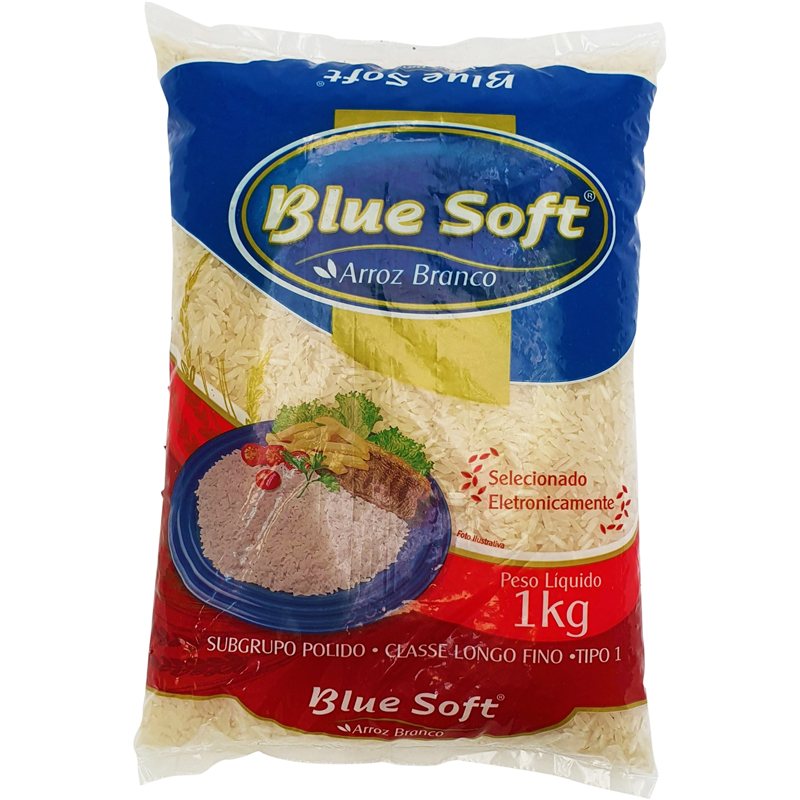 Blue Soft®
Blue Soft®
Arroz Branco
Selecionado
Eletronicamente
Foto Ilustrativa
Peso Líquido
1kg
SUBGRUPO POLIDO • CLASSE LONGO FINO • TIPO 1
Blue Soft®
Arroz Branco